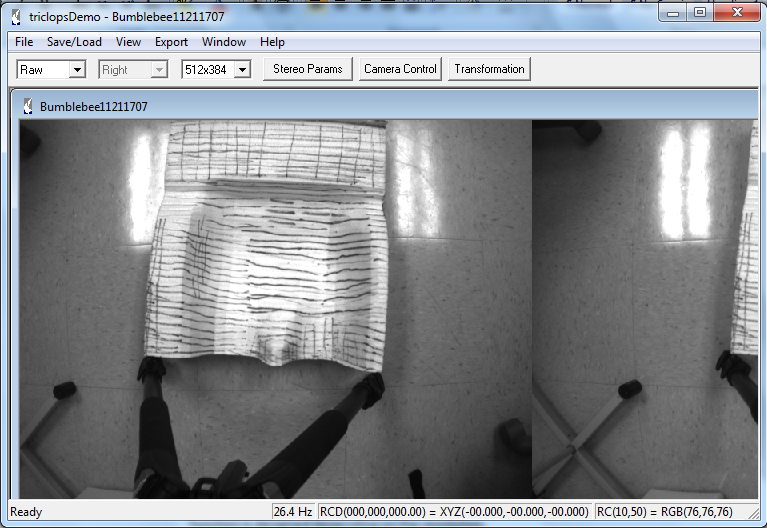 triclopsDemo - Bumblebee11211707
File Save/Load View Export Window Help
Raw Right 512x384 Stereo Params Camera Control Transformation
Bumblebee11211707
Ready 26.4 Hz RCD(000,000,000.00) = XYZ(-00.000,-00.000,-00.000) RC(10,50) = RGB(76,76,76)